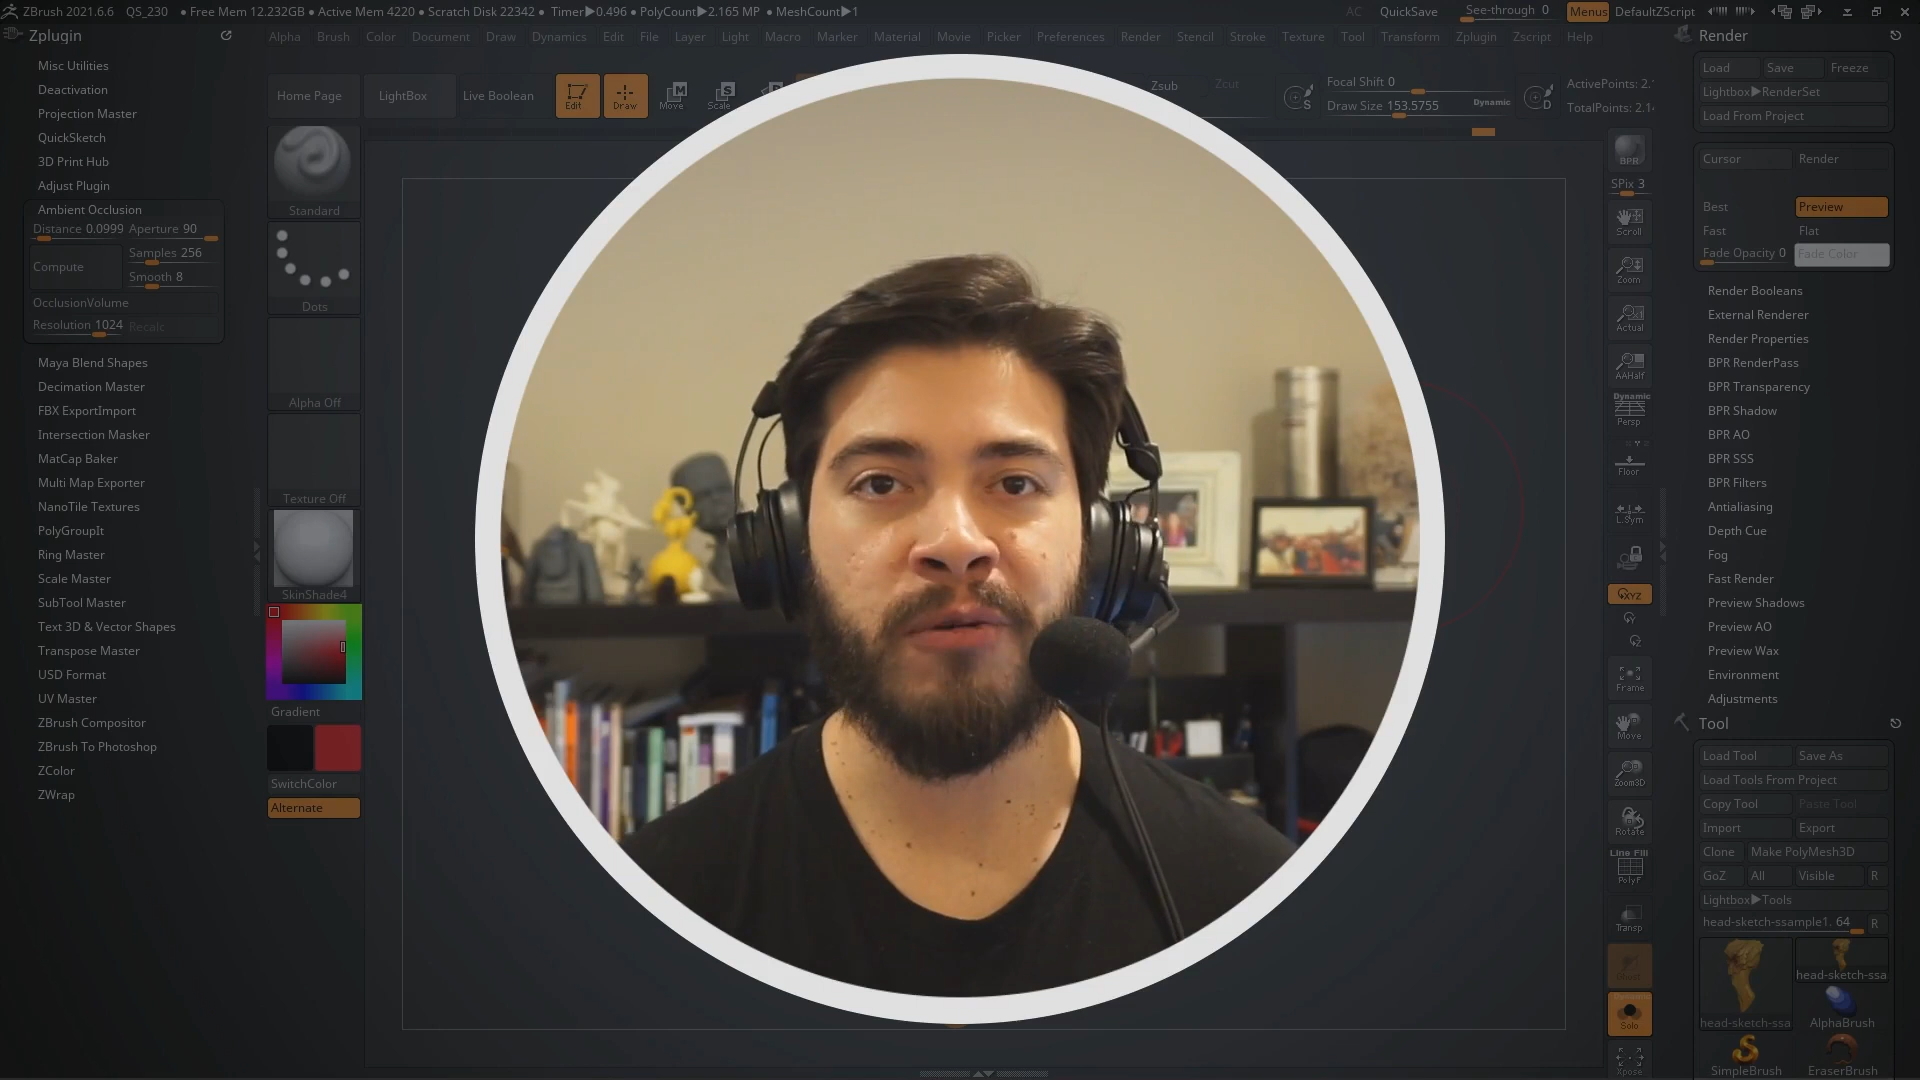 ZBrush 2021.6.6 QS_230 • Free Mem 12.232GB • Active Mem 4220 • Scratch Disk 22342 • Timer▶0.496 • PolyCount▶2.165 MP • MeshCount▶1 AC QuickSave See-through 0 Menus DefaultZScript
Zplugin
Alpha Brush Color Document Draw Dynamics Edit File Layer Light Macro Marker Material Movie Picker Preferences Render Stencil Stroke Texture Tool Transform Zplugin Zscript Help
Misc Utilities
Deactivation
Projection Master
QuickSketch
3D Print Hub
Adjust Plugin
Ambient Occlusion
Distance 0.0999 Aperture 90
Compute
Samples 256
Smooth 8
OcclusionVolume
Resolution 1024 Recalc
Maya Blend Shapes
Decimation Master
FBX ExportImport
Intersection Masker
MatCap Baker
Multi Map Exporter
NanoTile Textures
PolyGroupIt
Ring Master
Scale Master
SubTool Master
Text 3D & Vector Shapes
Transpose Master
USD Format
UV Master
ZBrush Compositor
ZBrush To Photoshop
ZColor
ZWrap
Home Page LightBox Live Boolean Edit Draw Move Scale
M
S
Zsub Zcut
S
Focal Shift 0
Draw Size 153.5755 Dynamic
D
ActivePoints: 2.
TotalPoints: 2.1
Standard
Dots
Alpha Off
Texture Off
SkinShade4
Gradient
SwitchColor
Alternate
BPR
SPix 3
Scroll
Zoom
Actual
AAHalf
Dynamic
Persp
Floor
L.Sym
XYZ
Frame
Move
Zoom3D
Rotate
Line Fill
PolyF
Transp
Ghost
Dynamic
Solo
Xpose
Render
Load Save Freeze
Lightbox▶RenderSet
Load From Project
Cursor Render
Best Preview
Fast Flat
Fade Opacity 0 Fade Color
Render Booleans
External Renderer
Render Properties
BPR RenderPass
BPR Transparency
BPR Shadow
BPR AO
BPR SSS
BPR Filters
Antialiasing
Depth Cue
Fog
Fast Render
Preview Shadows
Preview AO
Preview Wax
Environment
Adjustments
Tool
Load Tool Save As
Load Tools From Project
Copy Tool Paste Tool
Import Export
Clone Make PolyMesh3D
GoZ All Visible R
Lightbox▶Tools
head-sketch-ssample1. 64 R
head-sketch-ssa
head-sketch-ssa
AlphaBrush
SimpleBrush EraserBrush